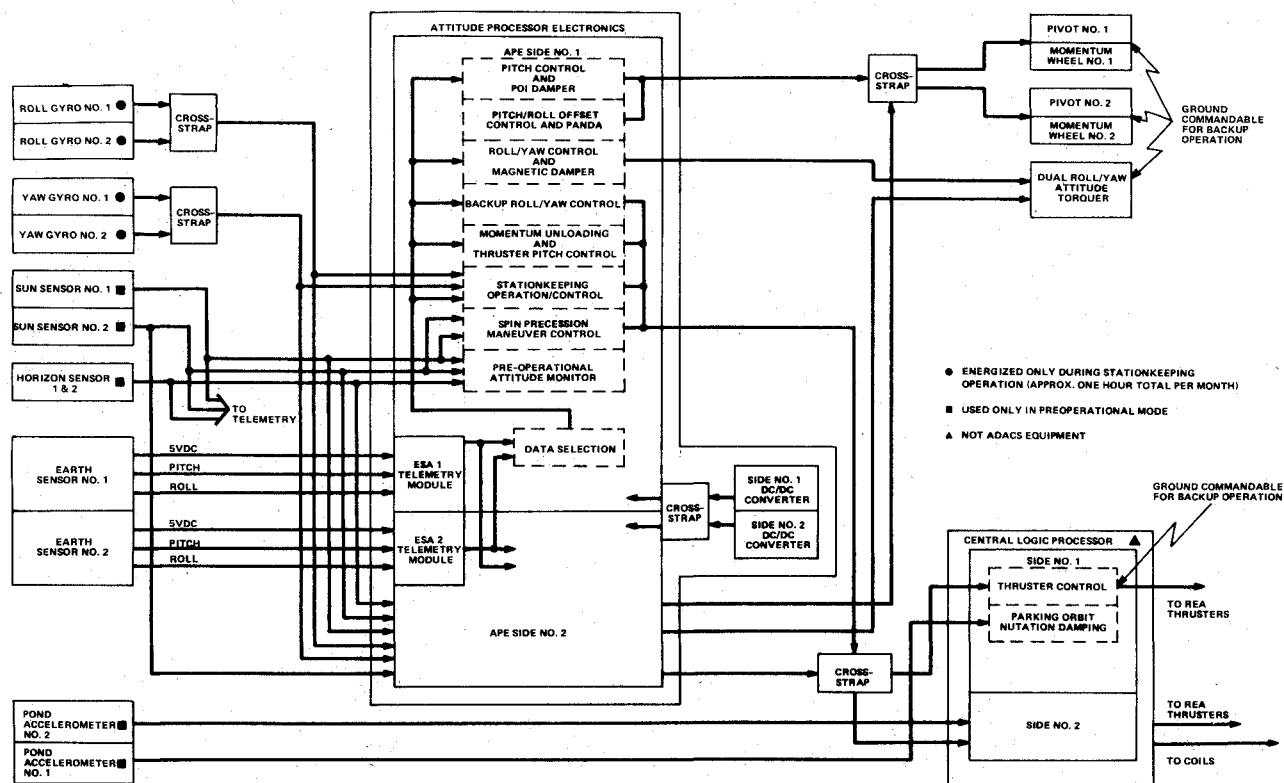 ATTITUDE PROCESSOR ELECTRONICS
APE SIDE NO. 1
PITCH CONTROL
AND
POI DAMPER
PITCH/ROLL OFFSET
CONTROL AND PANDA
ROLL/YAW CONTROL
AND
MAGNETIC DAMPER
BACKUP ROLL/YAW CONTROL
MOMENTUM UNLOADING
AND
THRUSTER PITCH CONTROL
STATIONKEEPING
OPERATION/CONTROL
SPIN PRECESSION
MANEUVER CONTROL
PRE-OPERATIONAL
ATTITUDE MONITOR
DATA SELECTION
ROLL GYRO NO. 1
ROLL GYRO NO. 2
CROSS-
STRAP
YAW GYRO NO. 1
YAW GYRO NO. 2
CROSS-
STRAP
SUN SENSOR NO. 1
SUN SENSOR NO. 2
HORIZON SENSOR
1 & 2
TO
TELEMETRY
EARTH
SENSOR NO. 1
5VDC
PITCH
ROLL
EARTH
SENSOR NO. 2
5VDC
PITCH
ROLL
ESA 1
TELEMETRY
MODULE
ESA 2
TELEMETRY
MODULE
APE SIDE NO. 2
CROSS-
STRAP
SIDE NO. 1
DC/DC
CONVERTER
SIDE NO. 2
DC/DC
CONVERTER
POND
ACCELEROMETER
NO. 2
POND
ACCELEROMETER
NO. 1
CROSS-
STRAP
PIVOT NO. 1
MOMENTUM
WHEEL NO. 1
PIVOT NO. 2
MOMENTUM
WHEEL NO. 2
DUAL ROLL/YAW
ATTITUDE
TORQUER
GROUND
COMMANDABLE
FOR BACKUP
OPERATION
● ENERGIZED ONLY DURING STATIONKEEPING
OPERATION (APPROX. ONE HOUR TOTAL PER MONTH)
■ USED ONLY IN PREOPERATIONAL MODE
▲ NOT ADACS EQUIPMENT
GROUND COMMANDABLE
FOR BACKUP OPERATION
CENTRAL LOGIC PROCESSOR
SIDE NO. 1
THRUSTER CONTROL
PARKING ORBIT
NUTATION DAMPING
SIDE NO. 2
CROSS-
STRAP
TO REA
THRUSTERS
TO REA
THRUSTERS
TO COILS